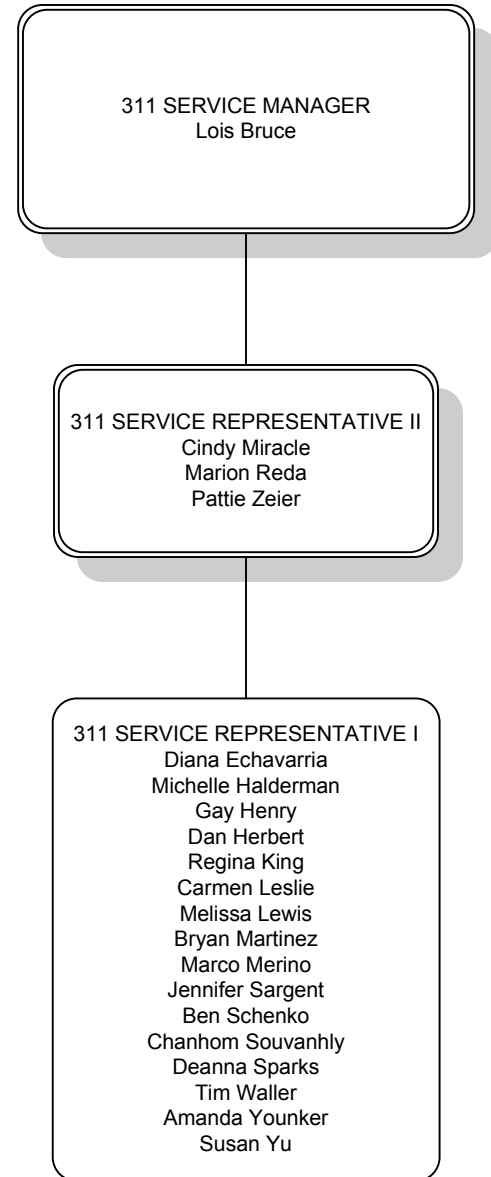 311 SERVICE MANAGER
Lois Bruce
311 SERVICE REPRESENTATIVE II
Cindy Miracle
Marion Reda
Pattie Zeier
311 SERVICE REPRESENTATIVE I
Diana Echavarria
Michelle Halderman
Gay Henry
Dan Herbert
Regina King
Carmen Leslie
Melissa Lewis
Bryan Martinez
Marco Merino
Jennifer Sargent
Ben Schenko
Chanhom Souvanhly
Deanna Sparks
Tim Waller
Amanda Younker
Susan Yu